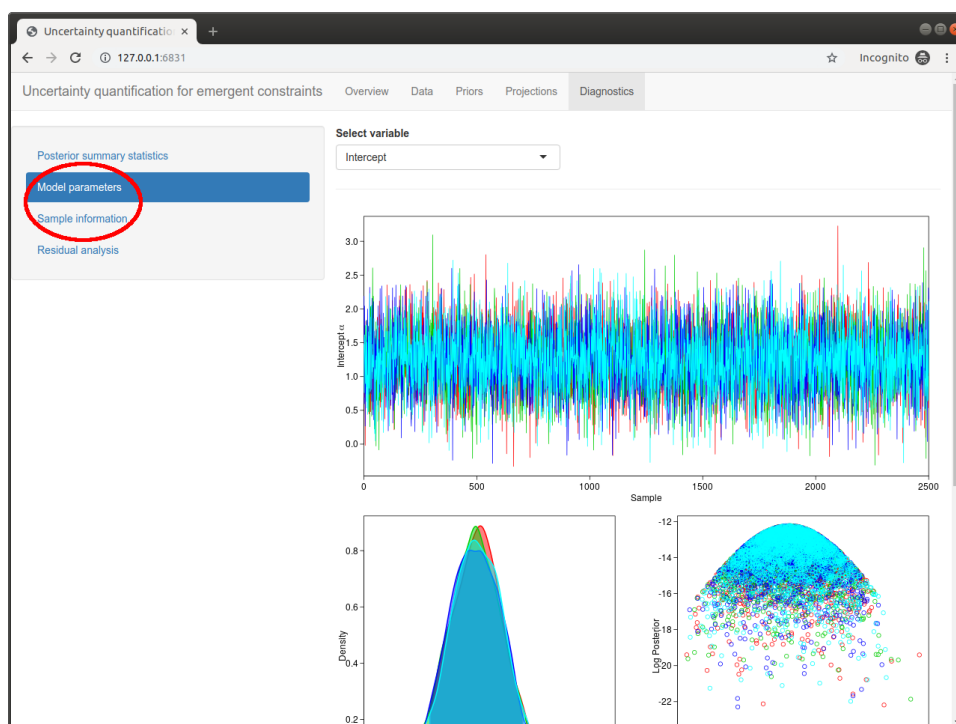 Uncertainty quantificatio
127.0.0.1:6831
Incognito
Uncertainty quantification for emergent constraints Overview Data Priors Projections Diagnostics
Posterior summary statistics
Model parameters
Sample information
Residual analysis
Select variable
Intercept
Intercept α
3.0
2.5
2.0
1.5
1.0
0.5
0.0
0 500 1000 1500 2000 2500
Sample
Density
0.8
0.6
0.4
0.2
Log Posterior
-12
-14
-16
-18
-20
-22